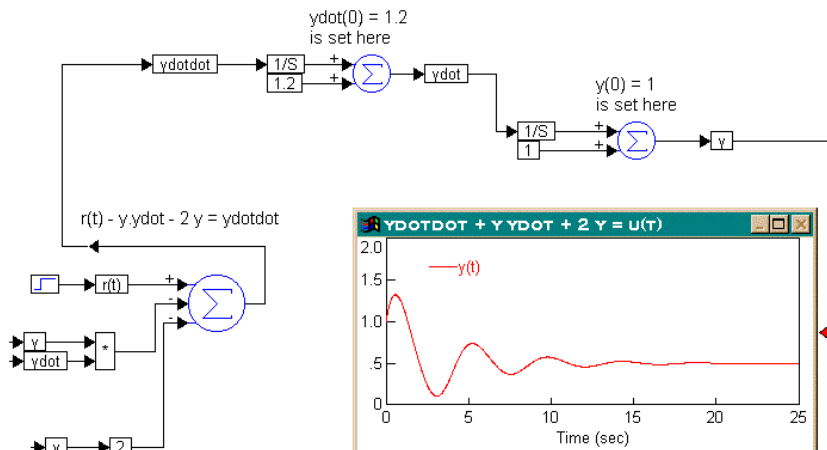 ydot(0) = 1.2
is set here
ydotdot
1/S
+
1.2
+
Σ
ydot
y(0) = 1
is set here
1/S
+
1
+
Σ
y
r(t) - y.ydot - 2 y = ydotdot
r(t)
+
-
-
Σ
y
ydot
*
y
2
YDOTDOT + Y YDOT + 2 Y = U(T)
2.0
1.5
1.0
.5
0
y(t)
0 5 10 15 20 25
Time (sec)